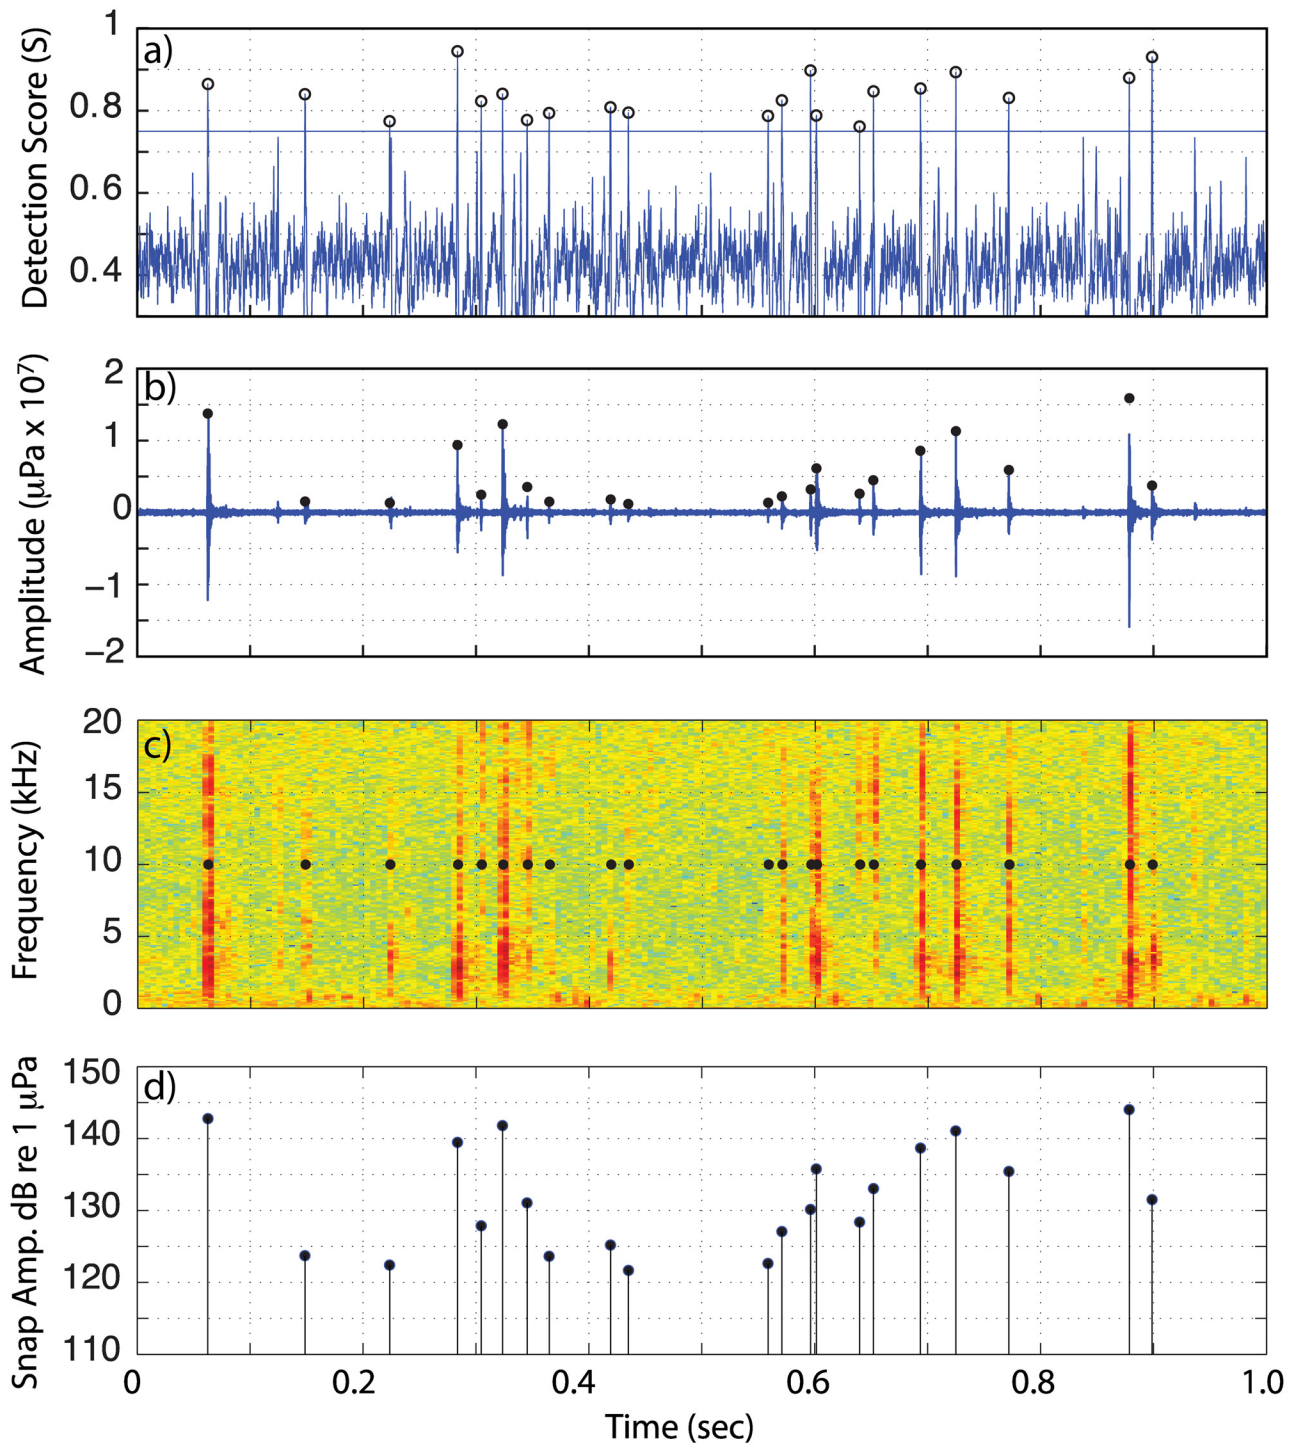 Detection Score (S)
1
0.8
0.6
0.4
a)
Amplitude (μPa x 10⁷)
2
1
0
−1
−2
b)
Frequency (kHz)
20
15
10
5
0
c)
Snap Amp. dB re 1 μPa
150
140
130
120
110
d)
0 0.2 0.4 0.6 0.8 1.0
Time (sec)